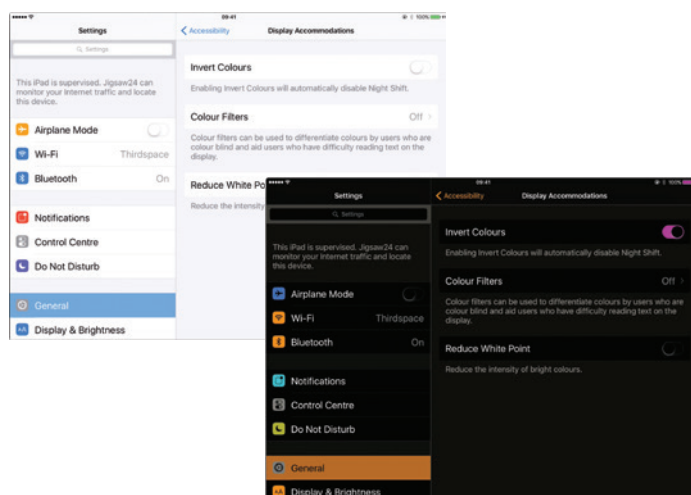 09:41
100%
Settings
Accessibility
Display Accommodations
Settings
This iPad is supervised. Jigsaw24 can
monitor your Internet traffic and locate
this device.
Airplane Mode
Wi-Fi Thirdspace
Bluetooth On
Notifications
Control Centre
Do Not Disturb
General
AA Display & Brightness
Invert Colours
Enabling Invert Colours will automatically disable Night Shift.
Colour Filters Off
Colour filters can be used to differentiate colours by users who are
colour blind and aid users who have difficulty reading text on the
display.
Reduce White Po
Reduce the intensity
09:41
100%
Settings
Accessibility
Display Accommodations
Settings
This iPad is supervised. Jigsaw24 can
monitor your Internet traffic and locate
this device.
Airplane Mode
Wi-Fi Thirdspace
Bluetooth On
Notifications
Control Centre
Do Not Disturb
General
AA Display & Brightness
Invert Colours
Enabling Invert Colours will automatically disable Night Shift.
Colour Filters Off
Colour filters can be used to differentiate colours by users who are
colour blind and aid users who have difficulty reading text on the
display.
Reduce White Point
Reduce the intensity of bright colours.